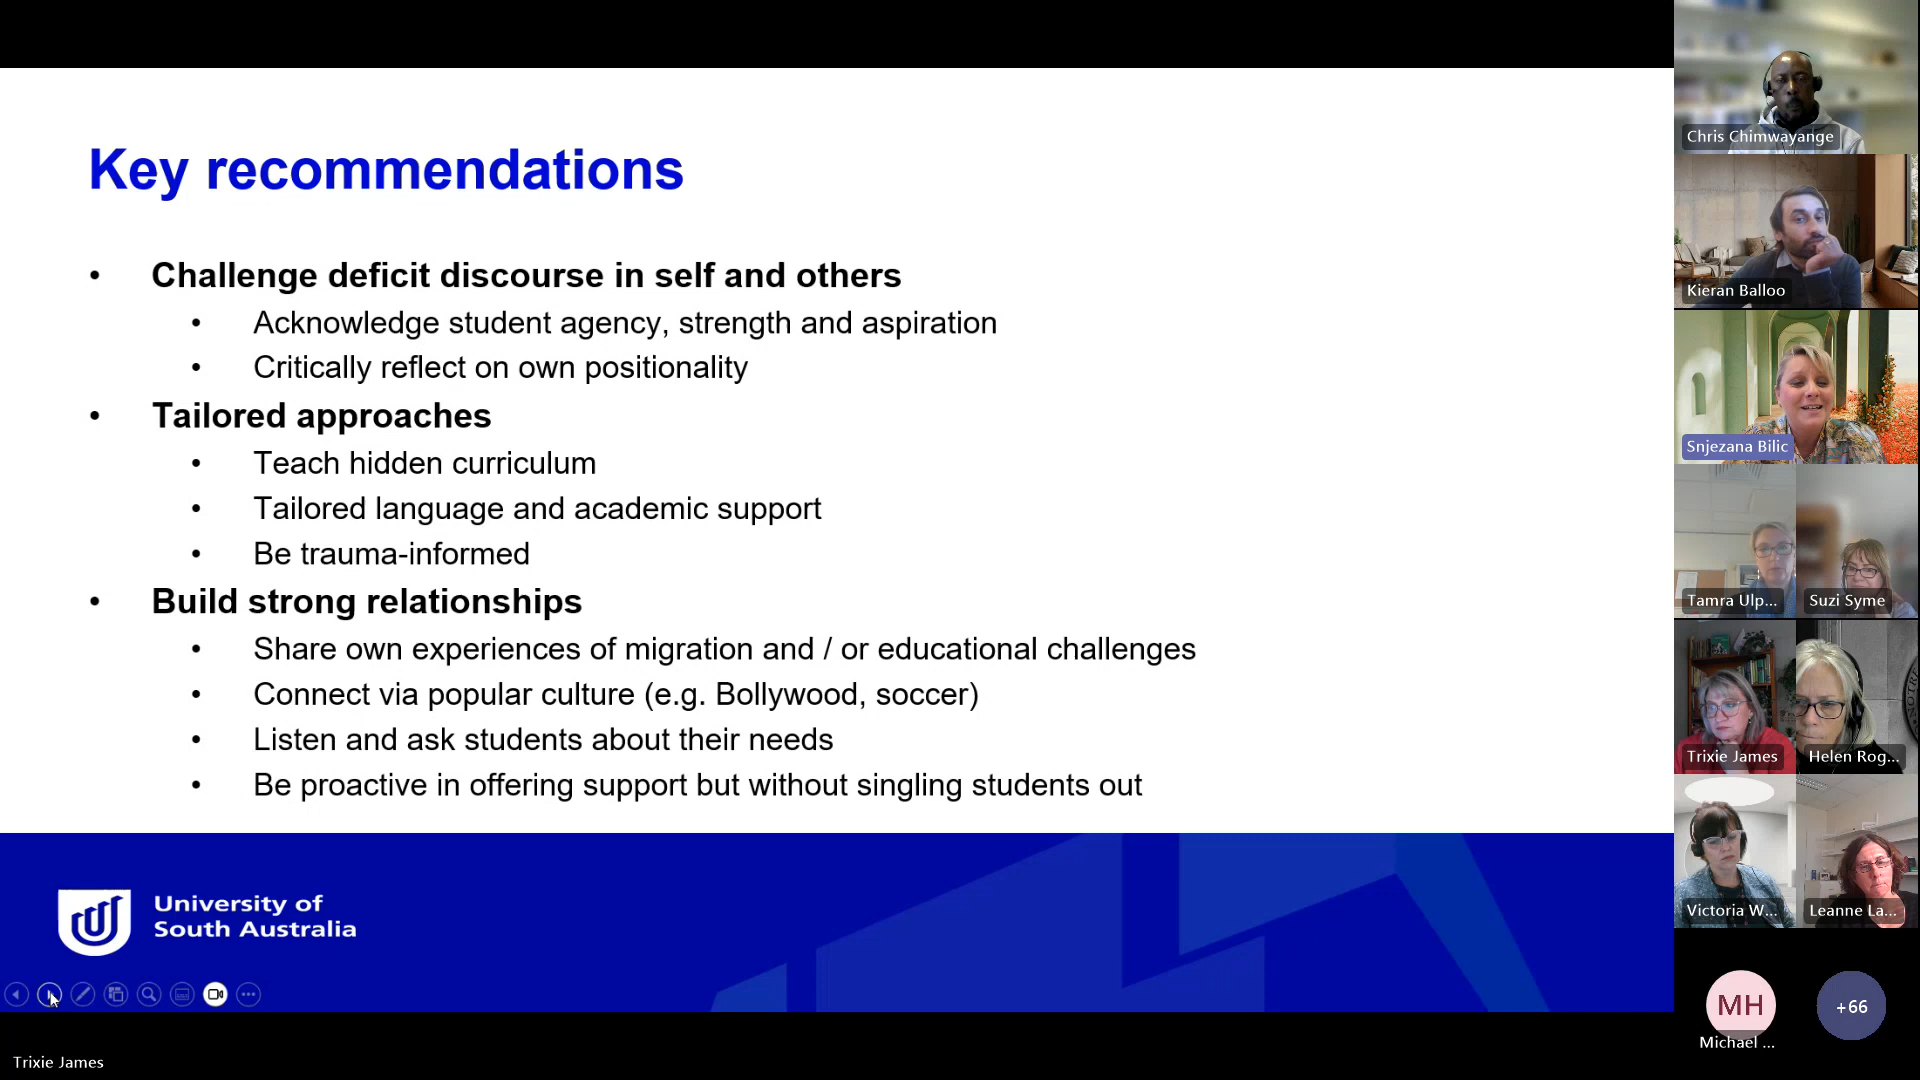 Key recommendations
• Challenge deficit discourse in self and others
• Acknowledge student agency, strength and aspiration
• Critically reflect on own positionality
• Tailored approaches
• Teach hidden curriculum
• Tailored language and academic support
• Be trauma-informed
• Build strong relationships
• Share own experiences of migration and / or educational challenges
• Connect via popular culture (e.g. Bollywood, soccer)
• Listen and ask students about their needs
• Be proactive in offering support but without singling students out
University of
South Australia
Trixie James
Chris Chimwayange
Kieran Balloo
Snjezana Bilic
Tamra Ulp...
Suzi Syme
Trixie James
Helen Rog...
Victoria W...
Leanne La...
MH
+66
Michael ...